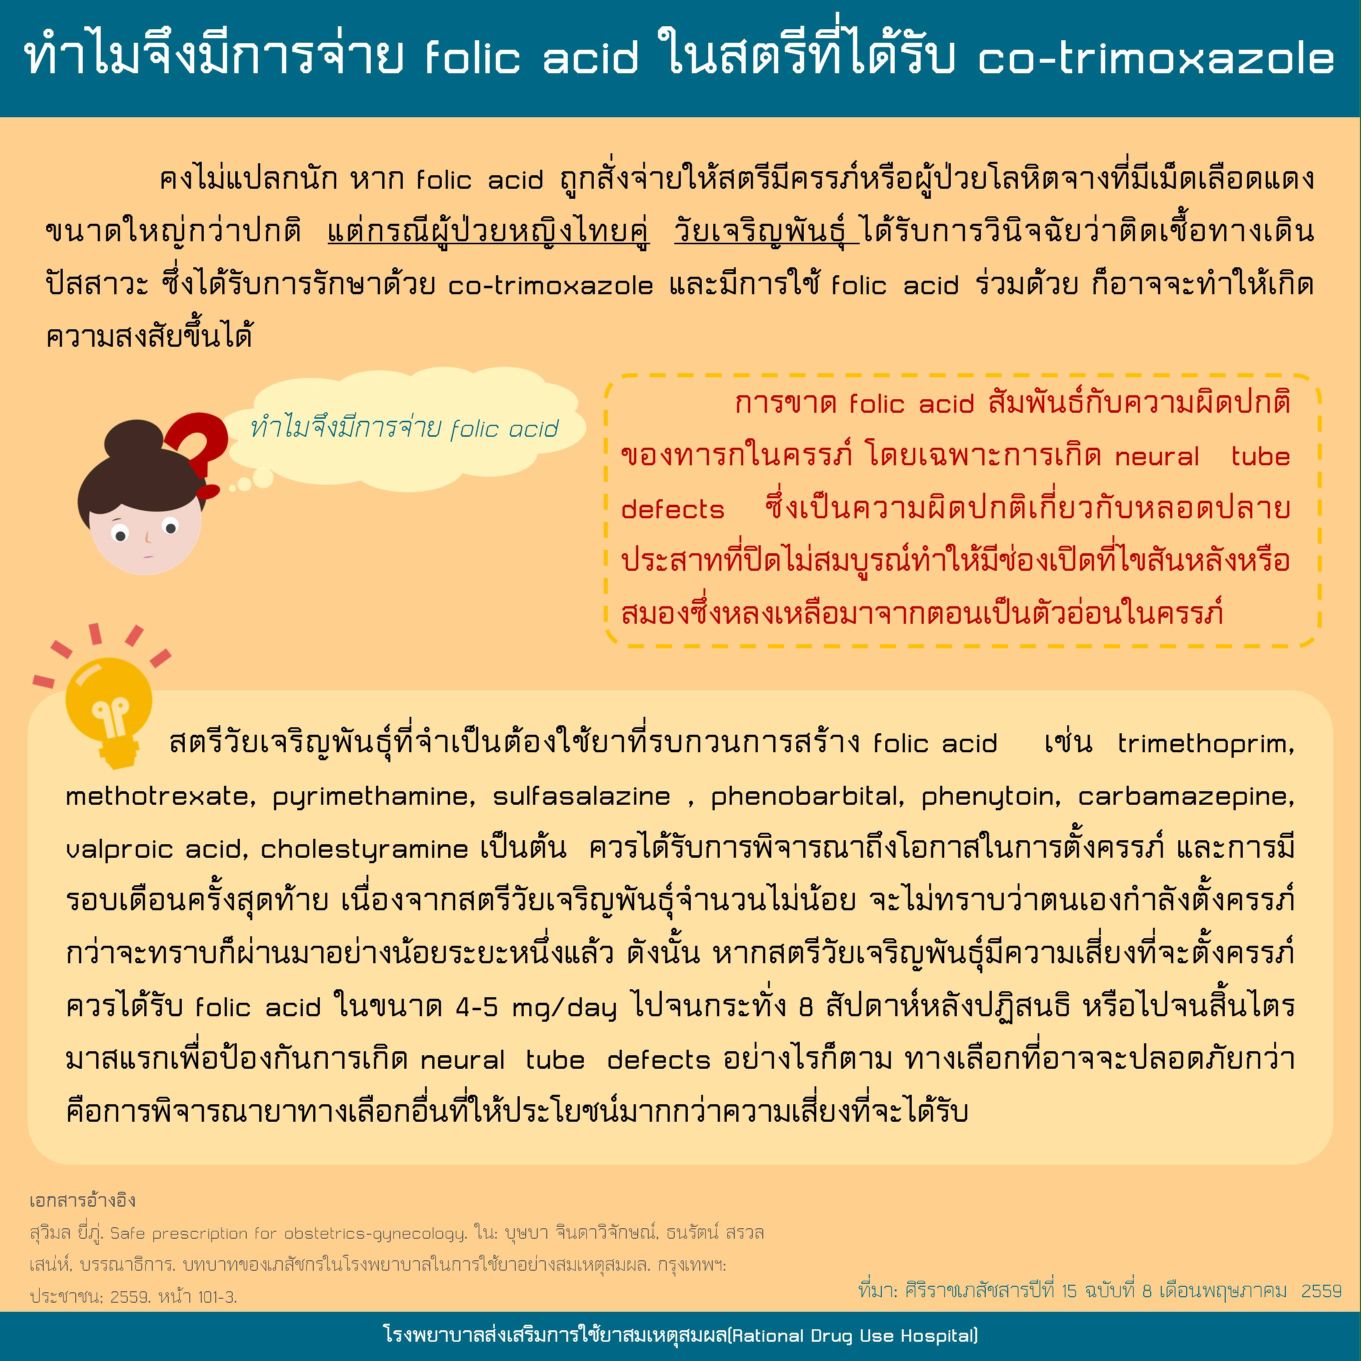 ทำไมจึงมีการจ่าย folic acid ในสตรีที่ได้รับ co-trimoxazole
คงไม่แปลกนัก หาก folic acid ถูกสั่งจ่ายให้สตรีมีครรภ์หรือผู้ป่วยโลหิตจางที่มีเม็ดเลือดแดง
ขนาดใหญ่กว่าปกติ แต่กรณีผู้ป่วยหญิงไทยคู่ วัยเจริญพันธุ์ ได้รับการวินิจฉัยว่าติดเชื้อทางเดิน
ปัสสาวะ ซึ่งได้รับการรักษาด้วย co-trimoxazole และมีการใช้ folic acid ร่วมด้วย ก็อาจจะทำให้เกิด
ความสงสัยขึ้นได้
ทำไมจึงมีการจ่าย folic acid
การขาด folic acid สัมพันธ์กับความผิดปกติ
ของทารกในครรภ์ โดยเฉพาะการเกิด neural tube
defects ซึ่งเป็นความผิดปกติเกี่ยวกับหลอดปลาย
ประสาทที่ปิดไม่สมบูรณ์ทำให้มีช่องเปิดที่ไขสันหลังหรือ
สมองซึ่งหลงเหลือมาจากตอนเป็นตัวอ่อนในครรภ์
สตรีวัยเจริญพันธุ์ที่จำเป็นต้องใช้ยาที่รบกวนการสร้าง folic acid เช่น trimethoprim,
methotrexate, pyrimethamine, sulfasalazine , phenobarbital, phenytoin, carbamazepine,
valproic acid, cholestyramine เป็นต้น ควรได้รับการพิจารณาถึงโอกาสในการตั้งครรภ์ และการมี
รอบเดือนครั้งสุดท้าย เนื่องจากสตรีวัยเจริญพันธุ์จำนวนไม่น้อย จะไม่ทราบว่าตนเองกำลังตั้งครรภ์
กว่าจะทราบก็ผ่านมาอย่างน้อยระยะหนึ่งแล้ว ดังนั้น หากสตรีวัยเจริญพันธุ์มีความเสี่ยงที่จะตั้งครรภ์
ควรได้รับ folic acid ในขนาด 4-5 mg/day ไปจนกระทั่ง 8 สัปดาห์หลังปฏิสนธิ หรือไปจนสิ้นไตร
มาสแรกเพื่อป้องกันการเกิด neural tube defects อย่างไรก็ตาม ทางเลือกที่อาจจะปลอดภัยกว่า
คือการพิจารณายาทางเลือกอื่นที่ให้ประโยชน์มากกว่าความเสี่ยงที่จะได้รับ
เอกสารอ้างอิง
สุวิมล ยี่ภู่. Safe prescription for obstetrics-gynecology. ใน: บุษบา จินดาวิจักษณ์, ธนรัตน์ สรวล
เสน่ห์, บรรณาธิการ. บทบาทของเภสัชกรในโรงพยาบาลในการใช้ยาอย่างสมเหตุสมผล. กรุงเทพฯ:
ประชาชน; 2559. หน้า 101-3.
ที่มา: ศิริราชเภสัชสารปีที่ 15 ฉบับที่ 8 เดือนพฤษภาคม 2559
โรงพยาบาลส่งเสริมการใช้ยาสมเหตุสมผล(Rational Drug Use Hospital)